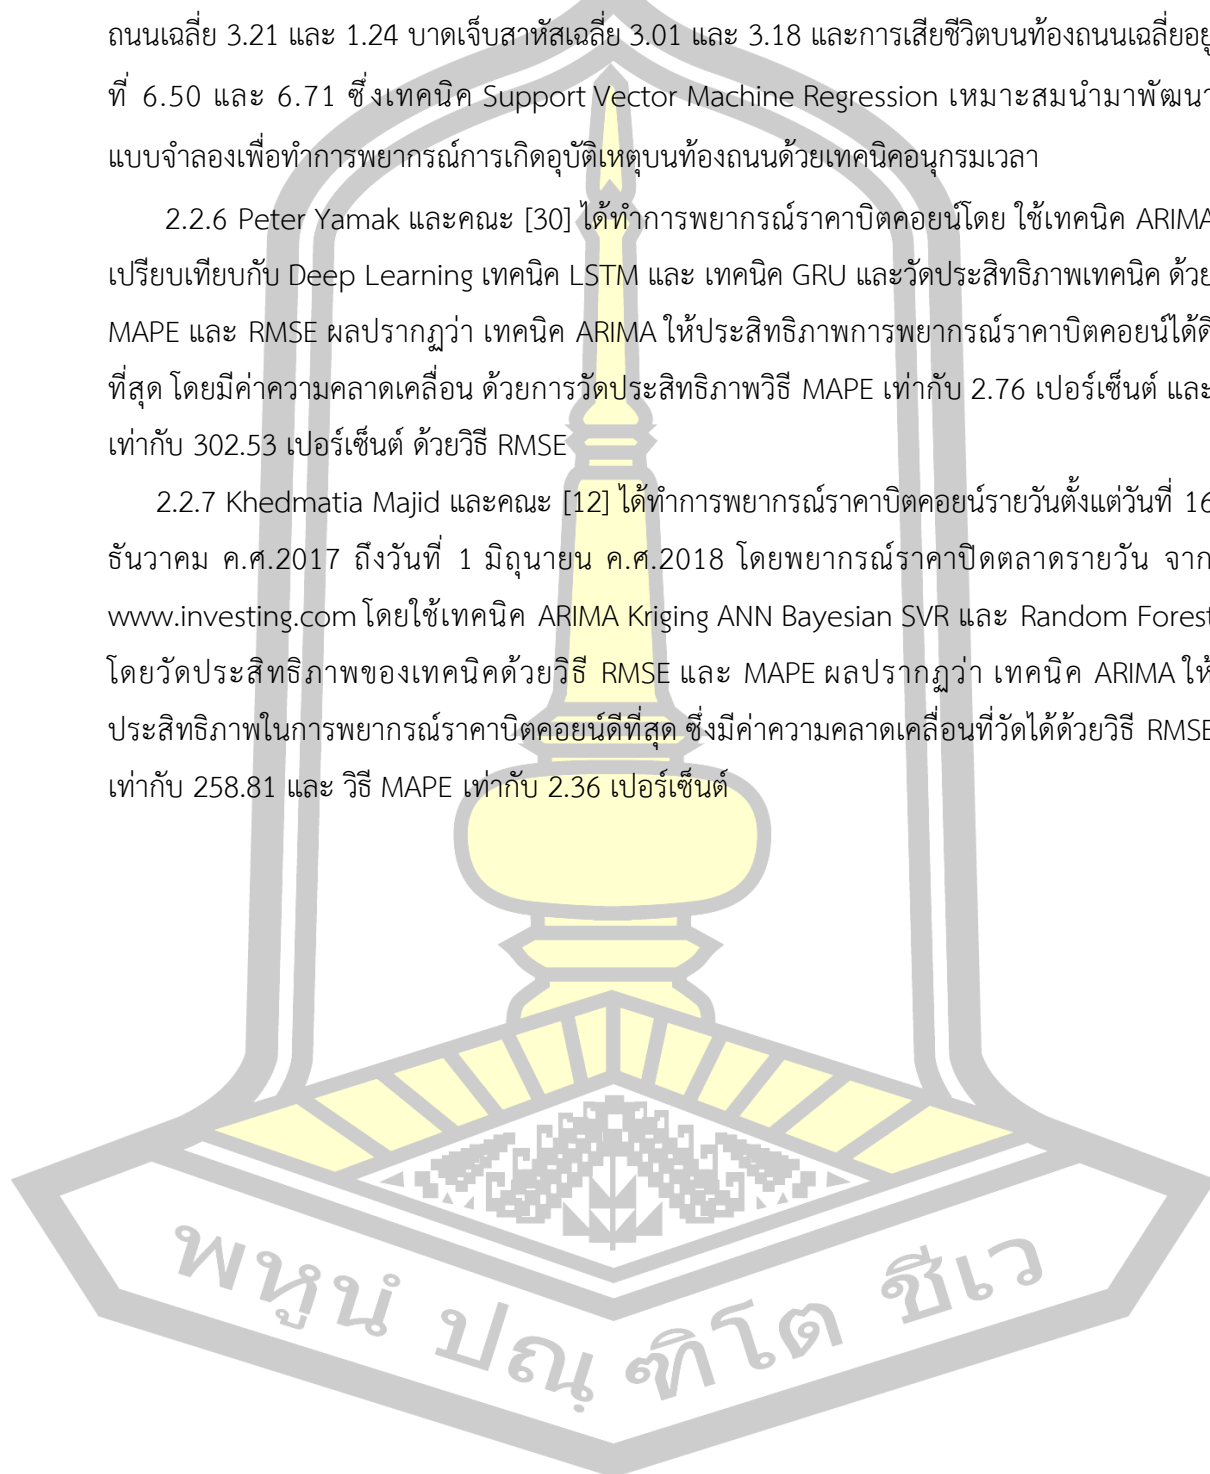 ถนนเฉลี่ย 3.21 และ 1.24 บาดเจ็บสาหัสเฉลี่ย 3.01 และ 3.18 และการเสียชีวิตบนท้องถนนเฉลี่ยอยู่
ที่ 6.50 และ 6.71 ซึ่งเทคนิค Support Vector Machine Regression เหมาะสมนำมาพัฒนา
แบบจำลองเพื่อทำการพยากรณ์การเกิดอุบัติเหตุบนท้องถนนด้วยเทคนิคอนุกรมเวลา
2.2.6 Peter Yamak และคณะ [30] ได้ทำการพยากรณ์ราคาบิตคอยน์โดย ใช้เทคนิค ARIMA
เปรียบเทียบกับ Deep Learning เทคนิค LSTM และ เทคนิค GRU และวัดประสิทธิภาพเทคนิค ด้วย
MAPE และ RMSE ผลปรากฏว่า เทคนิค ARIMA ให้ประสิทธิภาพการพยากรณ์ราคาบิตคอยน์ได้ดี
ที่สุด โดยมีค่าความคลาดเคลื่อน ด้วยการวัดประสิทธิภาพวิธี MAPE เท่ากับ 2.76 เปอร์เซ็นต์ และ
เท่ากับ 302.53 เปอร์เซ็นต์ ด้วยวิธี RMSE
2.2.7 Khedmatia Majid และคณะ [12] ได้ทำการพยากรณ์ราคาบิตคอยน์รายวันตั้งแต่วันที่ 16
ธันวาคม ค.ศ.2017 ถึงวันที่ 1 มิถุนายน ค.ศ.2018 โดยพยากรณ์ราคาปิดตลาดรายวัน จาก
www.investing.com โดยใช้เทคนิค ARIMA Kriging ANN Bayesian SVR และ Random Forest
โดยวัดประสิทธิภาพของเทคนิคด้วยวิธี RMSE และ MAPE ผลปรากฏว่า เทคนิค ARIMA ให้
ประสิทธิภาพในการพยากรณ์ราคาบิตคอยน์ดีที่สุด ซึ่งมีค่าความคลาดเคลื่อนที่วัดได้ด้วยวิธี RMSE
เท่ากับ 258.81 และ วิธี MAPE เท่ากับ 2.36 เปอร์เซ็นต์
พหูนํ ปณฺฑิโต ชีเว